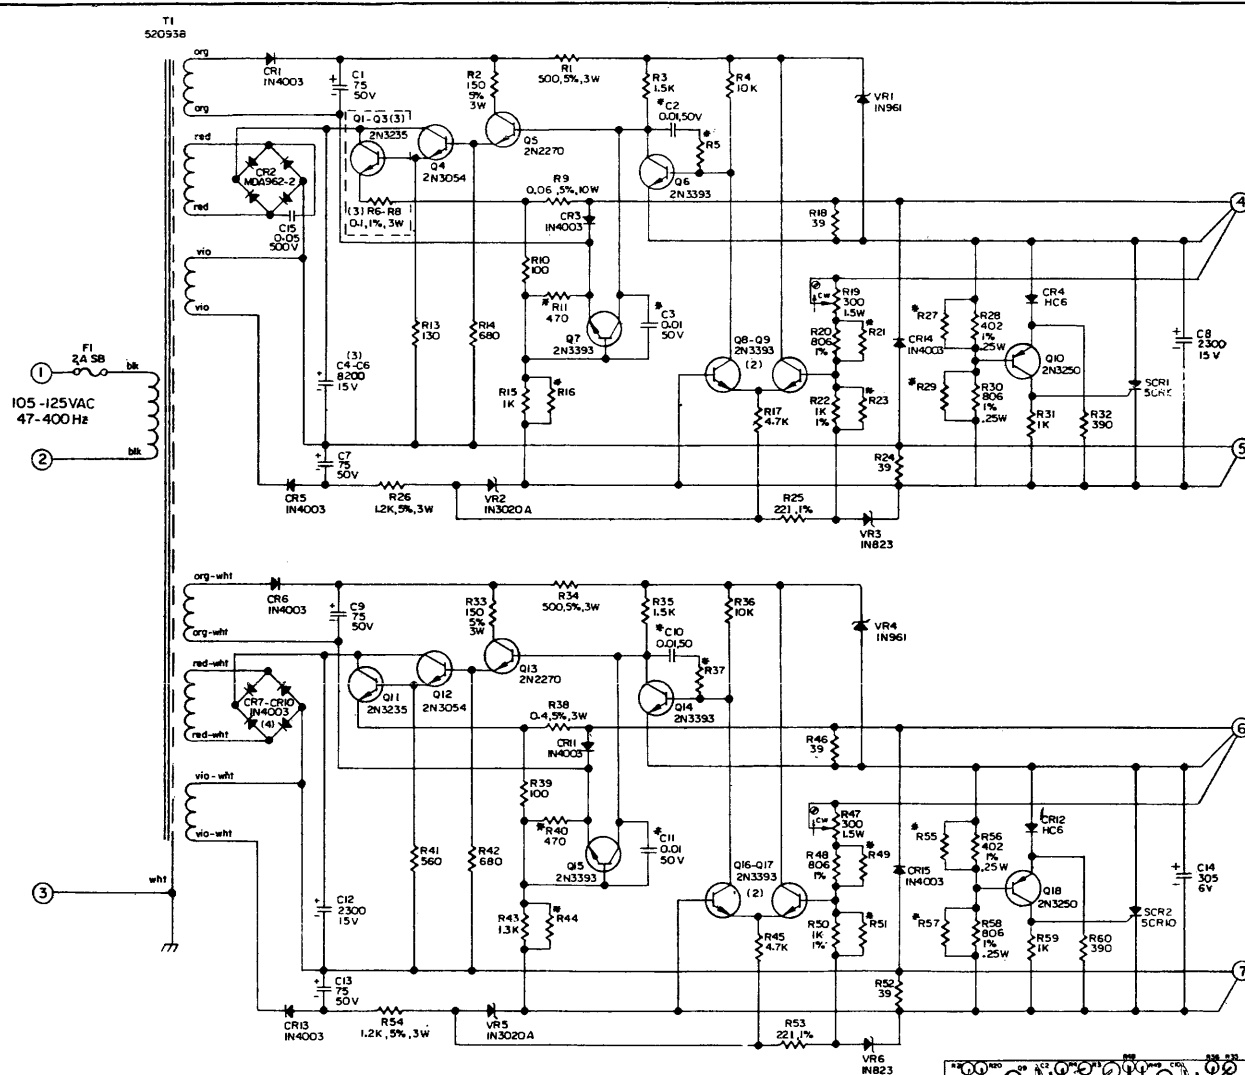 T1
520938
org
CR1
IN4003
+
C1
75
50V
R2
150
5%
3W
R1
500,5%,3W
R3
1.5K
R4
10K
VR1
IN961
org
Q1-Q3(3)
2N3235
Q4
2N3054
Q5
2N2270
*C2
0.01,50V
*
R5
Q6
2N3393
red
CR2
MDA962-2
red
C15
0.05
500V
(3) R6-R8
0.1,1%,3W
R9
0.06,5%,10W
CR3
IN4003
R18
39
4
vio
vio
R10
100
*R11
470
*
C3
0.01
50V
Q7
2N3393
R13
130
R14
680
cw
R19
300
1.5W
R20
806
1%
*
R21
CR14
IN4003
*
R27
R28
402
1%
.25W
CR4
HC6
Q10
2N3250
+
C8
2300
15V
F1
2A SB
1
blk
105-125VAC
47-400Hz
2
blk
(3)
C4-C6
8200
15V
R15
1K
*
R16
Q8-Q9
2N3393
(2)
R17
4.7K
R22
1K
1%
*
R23
*
R29
R30
806
1%
.25W
R31
1K
R32
390
SCR1
R24
39
5
+
C7
75
50V
CR5
IN4003
R26
1.2K,5%,3W
VR2
IN3020A
R25
221,1%
VR3
IN823
org-wht
CR6
IN4003
+
C9
75
50V
R33
150
5%
3W
R34
500,5%,3W
R35
1.5K
R36
10K
VR4
IN961
org-wht
Q11
2N3235
Q12
2N3054
Q13
2N2270
*C10
0.01,50
*
R37
Q14
2N3393
red-wht
CR7-CR10
IN4003
(4)
red-wht
R38
0.4,5%,3W
CR11
IN4003
R46
39
6
vio-wht
vio-wht
R39
100
*R40
470
*
C11
0.01
50V
Q15
2N3393
R41
560
R42
680
cw
R47
300
1.5W
R48
806
1%
*
R49
CR15
IN4003
*
R55
R56
402
1%
.25W
CR12
HC6
Q18
2N3250
+
C14
305
6V
3
wht
+
C12
2300
15V
R43
1.3K
*
R44
Q16-Q17
2N3393
(2)
R45
4.7K
R50
1K
1%
*
R51
*
R57
R58
806
1%
.25W
R59
1K
R60
390
SCR2
5CR10
R52
39
7
+
C13
75
50V
CR13
IN4003
R54
1.2K,5%,3W
VR5
IN3020A
R53
221,1%
VR6
IN823